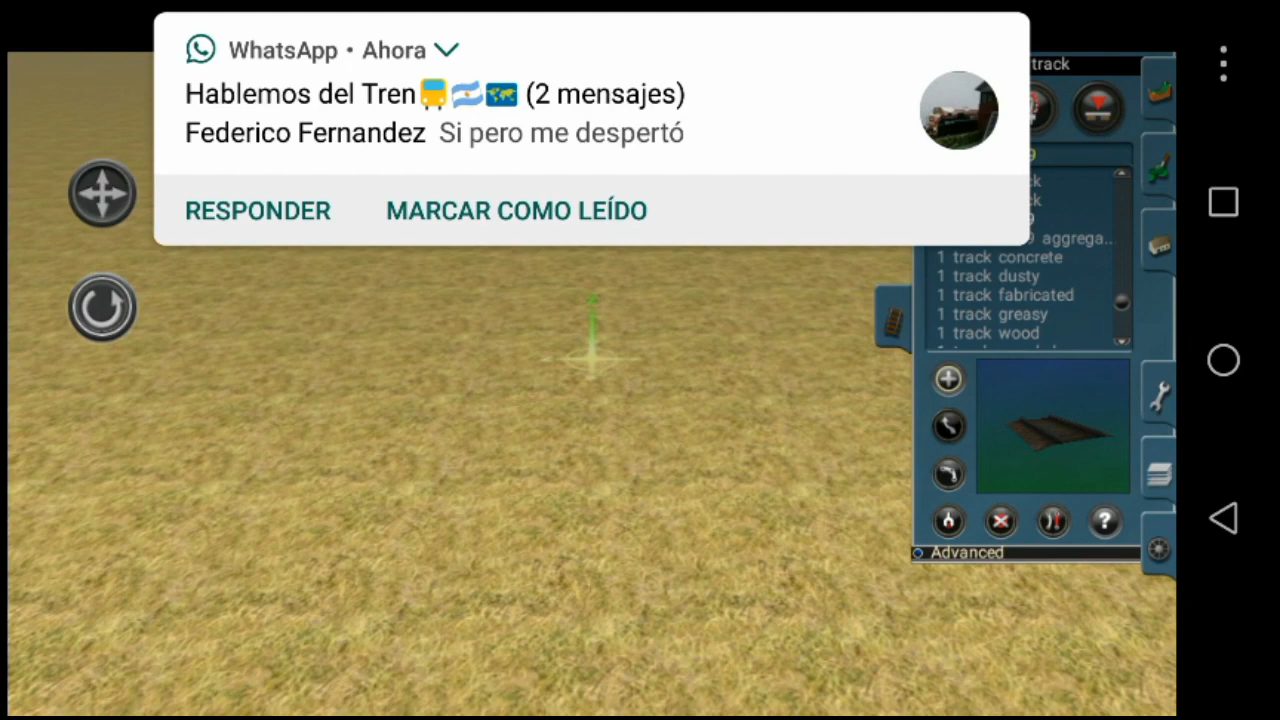 WhatsApp • Ahora
Hablemos del Tren🚍🇦🇷🗺️ (2 mensajes)
Federico Fernandez Si pero me despertó
RESPONDER MARCAR COMO LEÍDO
track
aggrega...
1 track concrete
1 track dusty
1 track fabricated
1 track greasy
1 track wood
Advanced